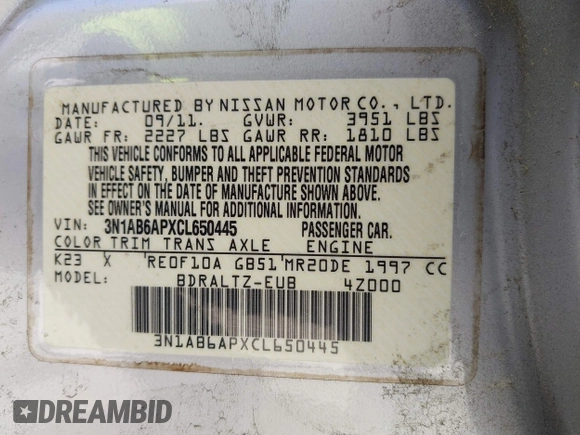 MANUFACTURED BY NISSAN MOTOR CO., LTD.
DATE: 09/11. GVWR: 3951 LBS
GAWR FR: 2227 LBS GAWR RR: 1810 LBS
THIS VEHICLE CONFORMS TO ALL APPLICABLE FEDERAL MOTOR
VEHICLE SAFETY, BUMPER AND THEFT PREVENTION STANDARDS
IN EFFECT ON THE DATE OF MANUFACTURE SHOWN ABOVE.
SEE OWNER'S MANUAL FOR ADDITIONAL INFORMATION.
VIN: 3N1AB6APXCL650445 PASSENGER CAR.
COLOR TRIM TRANS AXLE ENGINE
K23 X RE0F10A GB51 MR20DE 1997 CC
MODEL: BDRALTZ-EUB 4Z000
3N1AB6APXCL650445
DREAMBID